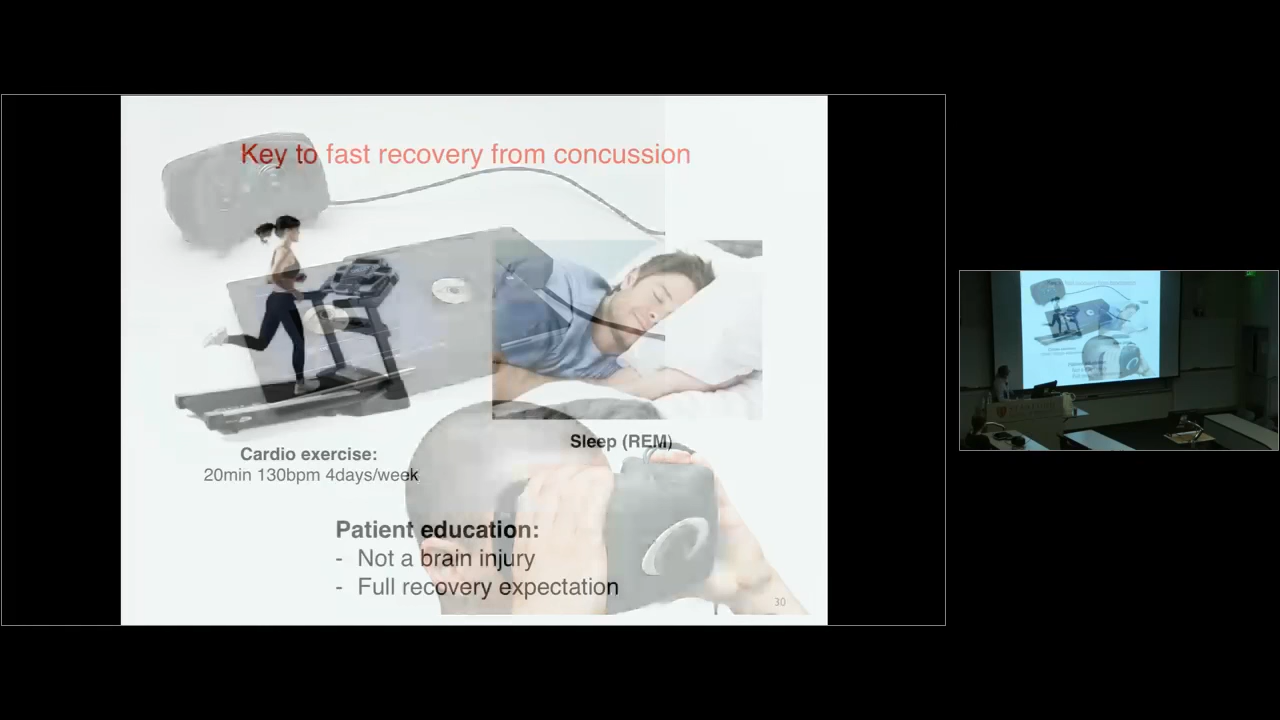 Key to fast recovery from concussion
Sleep (REM)
Cardio exercise:
20min 130bpm 4days/week
Patient education:
- Not a brain injury
- Full recovery expectation
30